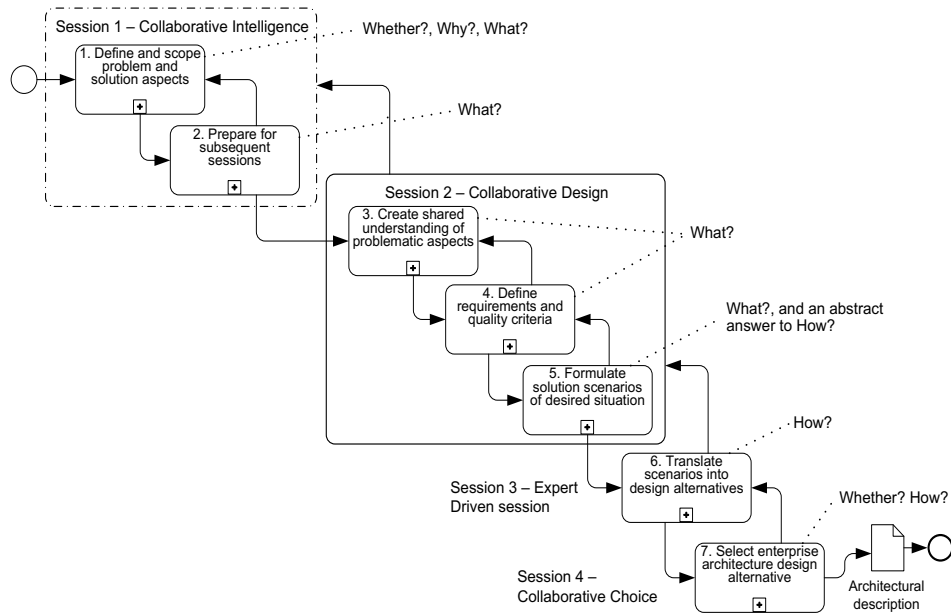 Session 1 – Collaborative Intelligence
Whether?, Why?, What?
1. Define and scope
problem and
solution aspects
What?
2. Prepare for
subsequent
sessions
Session 2 – Collaborative Design
3. Create shared
understanding of
problematic aspects
What?
4. Define
requirements and
quality criteria
What?, and an abstract
answer to How?
5. Formulate
solution scenarios
of desired situation
How?
6. Translate
scenarios into
design alternatives
Session 3 – Expert
Driven session
Whether? How?
7. Select enterprise
architecture design
alternative
Session 4 –
Collaborative Choice
Architectural
description